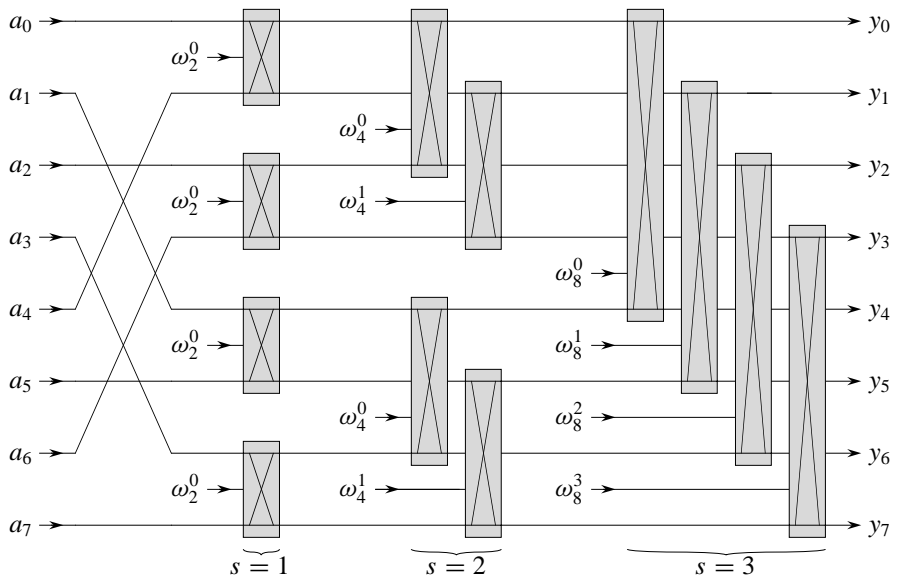 a₀ y₀
ω₂⁰
a₁ y₁
ω₄⁰
a₂ y₂
ω₂⁰ ω₄¹
a₃ y₃
ω₈⁰
a₄ y₄
ω₂⁰ ω₈¹
a₅ y₅
ω₄⁰ ω₈²
a₆ y₆
ω₂⁰ ω₄¹ ω₈³
a₇ y₇
s = 1 s = 2 s = 3